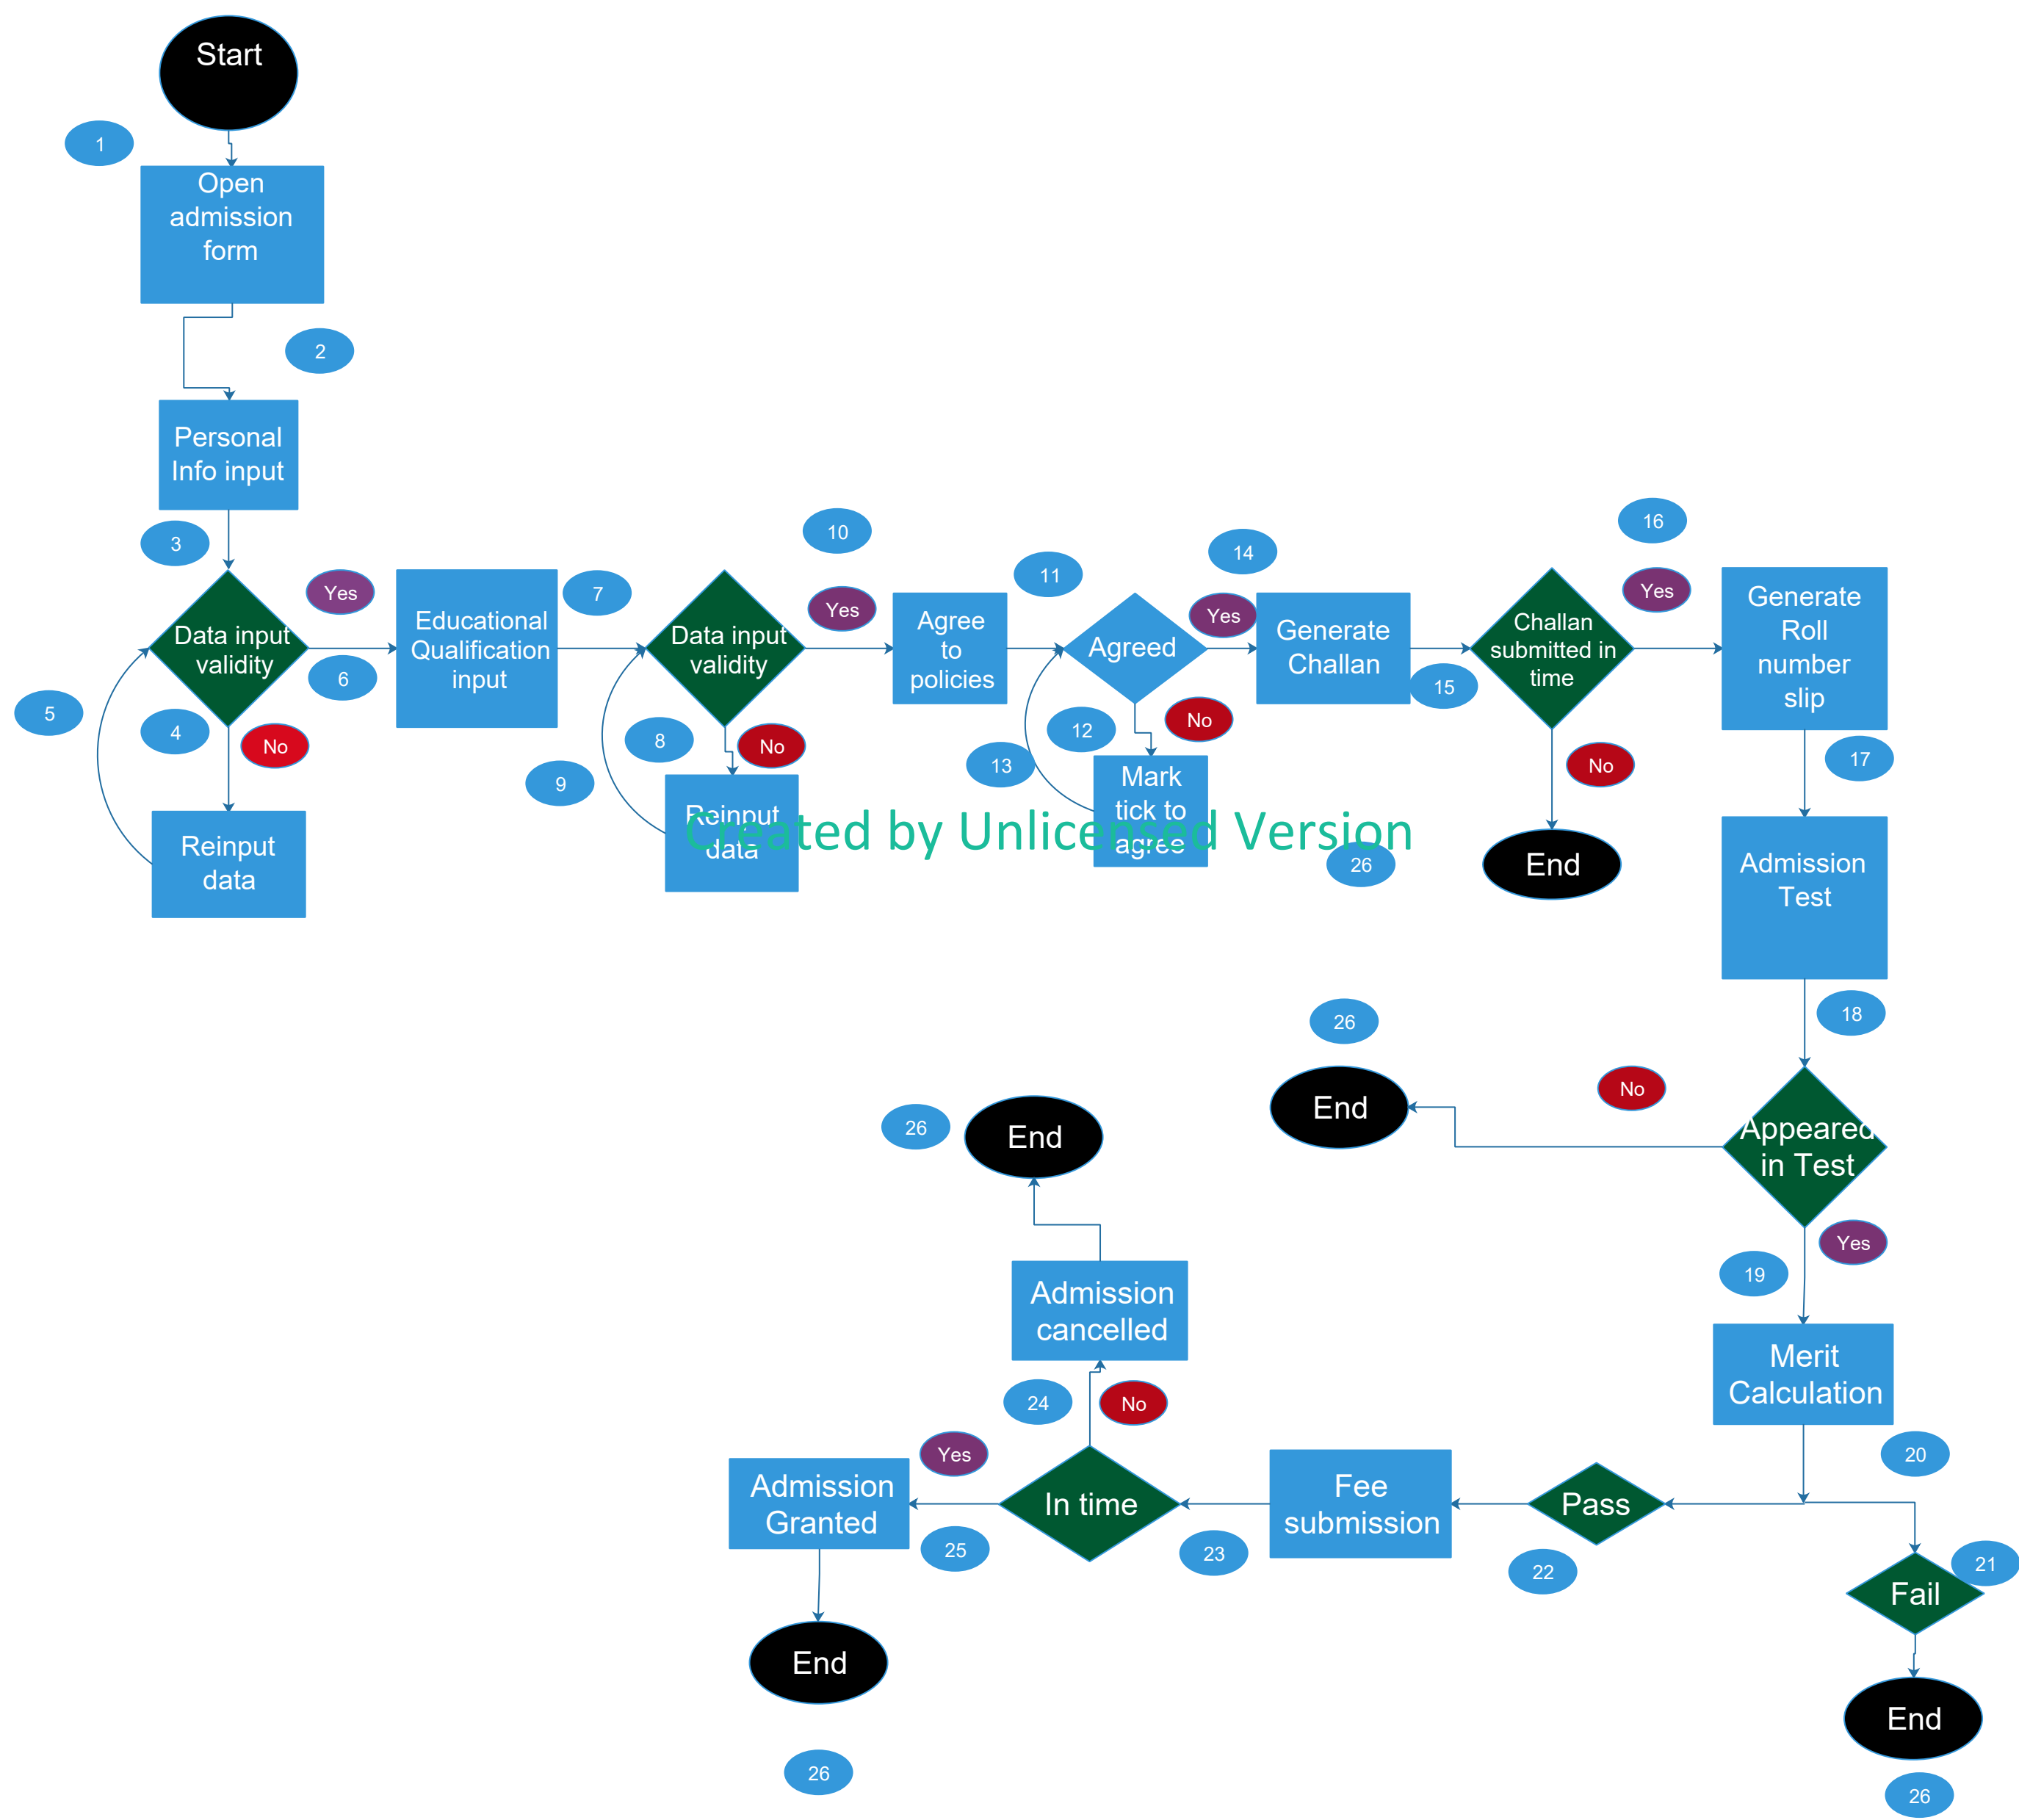 Start
1
Open
admission
form
2
Personal
Info input
3
Data input
validity
Yes
6
5
4
No
Reinput
data
Educational
Qualification
input
7
Data input
validity
10
Yes
8
No
9
Reinput
data
Agree
to
policies
11
Agreed
14
Yes
12
No
13
Mark
tick to
agree
Generate
Challan
15
Challan
submitted in
time
16
Yes
No
26
End
Generate
Roll
number
slip
17
Admission
Test
18
Appeared
in Test
No
26
End
Yes
19
Merit
Calculation
20
Pass
22
Fail
21
End
26
Fee
submission
23
In time
24
No
Admission
cancelled
26
End
Yes
25
Admission
Granted
End
26
Created by Unlicensed Version